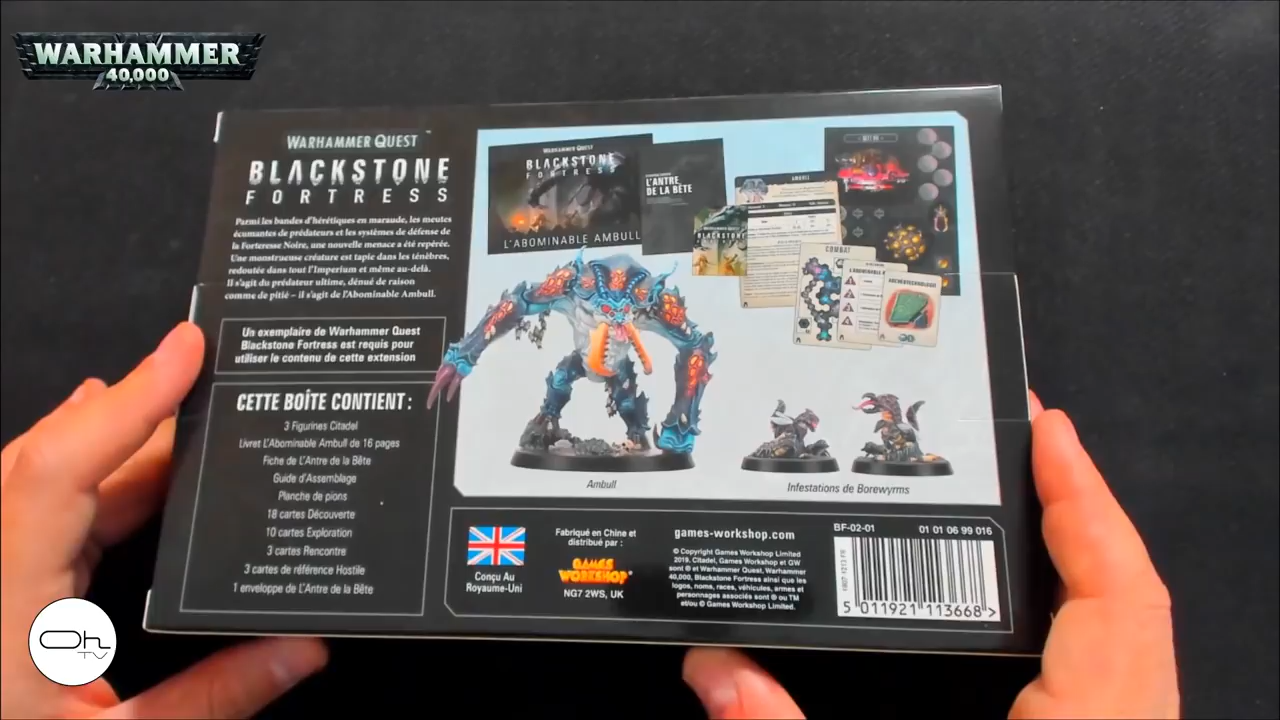 WARHAMMER
40,000
WARHAMMER QUEST
BLACKSTONE
FORTRESS
Parmi les bandes d'hérétiques en maraude, les meutes
écumantes de prédateurs et les systèmes de défense de
la Forteresse Noire, une nouvelle menace a été repérée.
Une monstrueuse créature est tapie dans les ténèbres,
redoutée dans tout l'Imperium et même au-delà.
Il s'agit du prédateur ultime, dénué de raison
comme de pitié – il s'agit de l'Abominable Ambull.
Un exemplaire de Warhammer Quest
Blackstone Fortress est requis pour
utiliser le contenu de cette extension
CETTE BOÎTE CONTIENT :
3 Figurines Citadel
Livret L'Abominable Ambull de 16 pages
Fiche de L'Antre de la Bête
Guide d'Assemblage
Planche de pions
18 cartes Découverte
10 cartes Exploration
3 cartes Rencontre
3 cartes de référence Hostile
1 enveloppe de L'Antre de la Bête
WARHAMMER QUEST
BLACKSTONE
FORTRESS
L'ABOMINABLE AMBULL
L'ANTRE
DE LA BÊTE
WARHAMMER QUEST
BLACKSTONE
AMBULL
COMBAT
ARCHÉOTECHNOLOGIE
Ambull
Infestations de Borewyrms
Conçu Au
Royaume-Uni
Fabriqué en Chine et
distribué par :
GAMES
WORKSHOP
NG7 2WS, UK
games-workshop.com
© Copyright Games Workshop Limited
2019. Citadel, Games Workshop et GW
sont ® et Warhammer Quest, Warhammer
40,000, Blackstone Fortress ainsi que les
logos, noms, races, véhicules, armes et
personnages associés sont ® ou TM
et/ou © Games Workshop Limited.
BF-02-01 01 01 06 99 016
5 011921 113668 >
Oh
TV